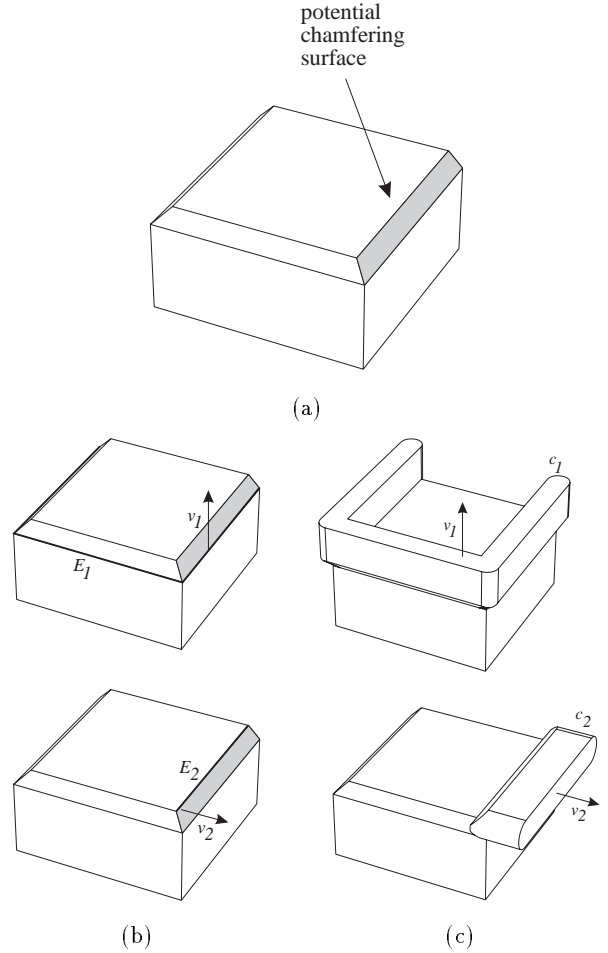 potential
chamfering
surface
(a)
v1
E1
c1
v1
E2
v2
c2
v2
(b)
(c)